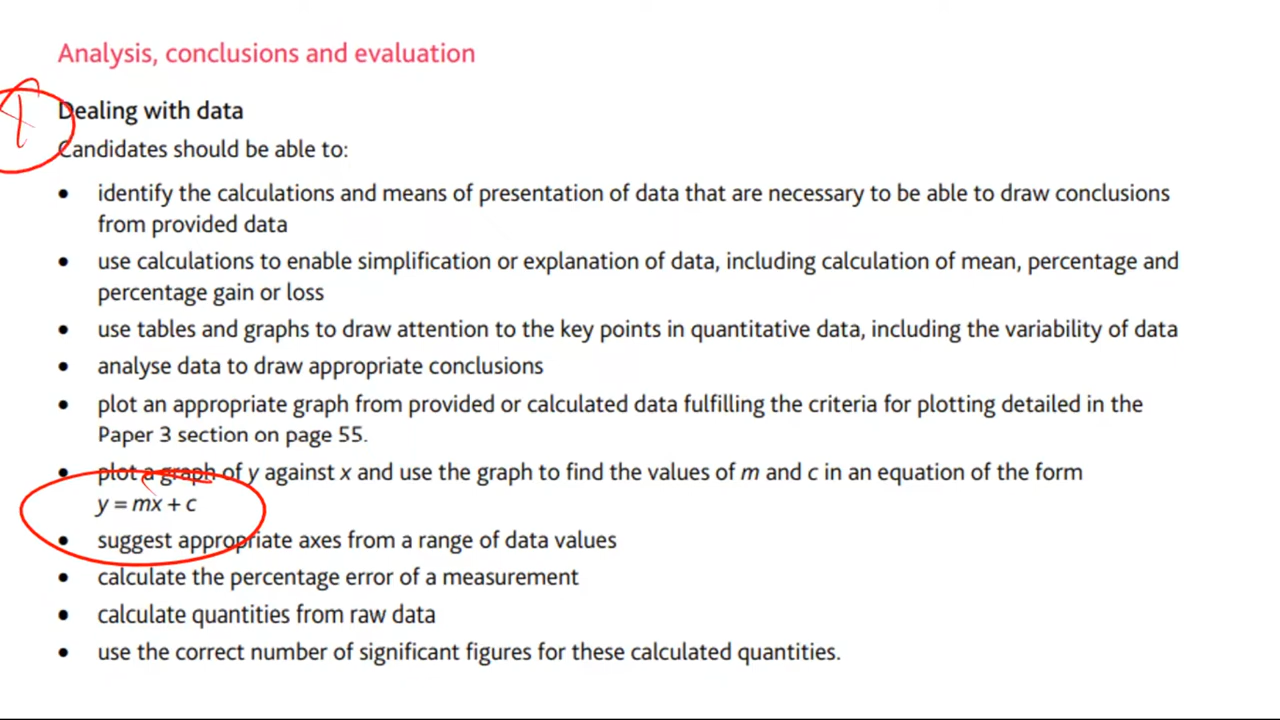 Analysis, conclusions and evaluation
Dealing with data
Candidates should be able to:
• identify the calculations and means of presentation of data that are necessary to be able to draw conclusions
from provided data
• use calculations to enable simplification or explanation of data, including calculation of mean, percentage and
percentage gain or loss
• use tables and graphs to draw attention to the key points in quantitative data, including the variability of data
• analyse data to draw appropriate conclusions
• plot an appropriate graph from provided or calculated data fulfilling the criteria for plotting detailed in the
Paper 3 section on page 55.
• plot a graph of y against x and use the graph to find the values of m and c in an equation of the form
y = mx + c
• suggest appropriate axes from a range of data values
• calculate the percentage error of a measurement
• calculate quantities from raw data
• use the correct number of significant figures for these calculated quantities.